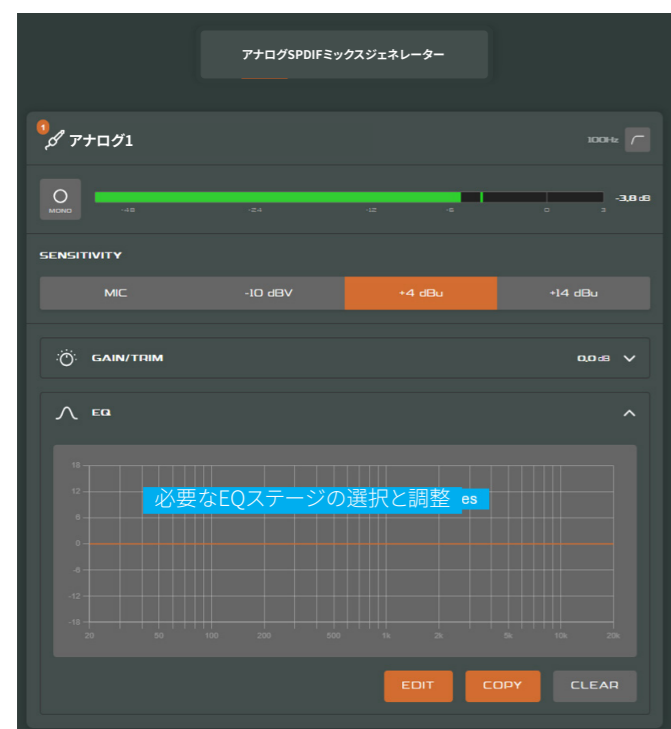 アナログSPDIFミックスジェネレーター
1
アナログ1
100Hz
MONO
-48 -24 -12 -6 0 3
-3,8 dB
SENSITIVITY
MIC -10 dBV +4 dBu +14 dBu
GAIN/TRIM 0,0 dB
EQ
18
12
必要なEQステージの選択と調整 es
6
0
-6
-12
-18
20 50 100 200 500 1k 2k 5k 10k 20k
EDIT COPY CLEAR